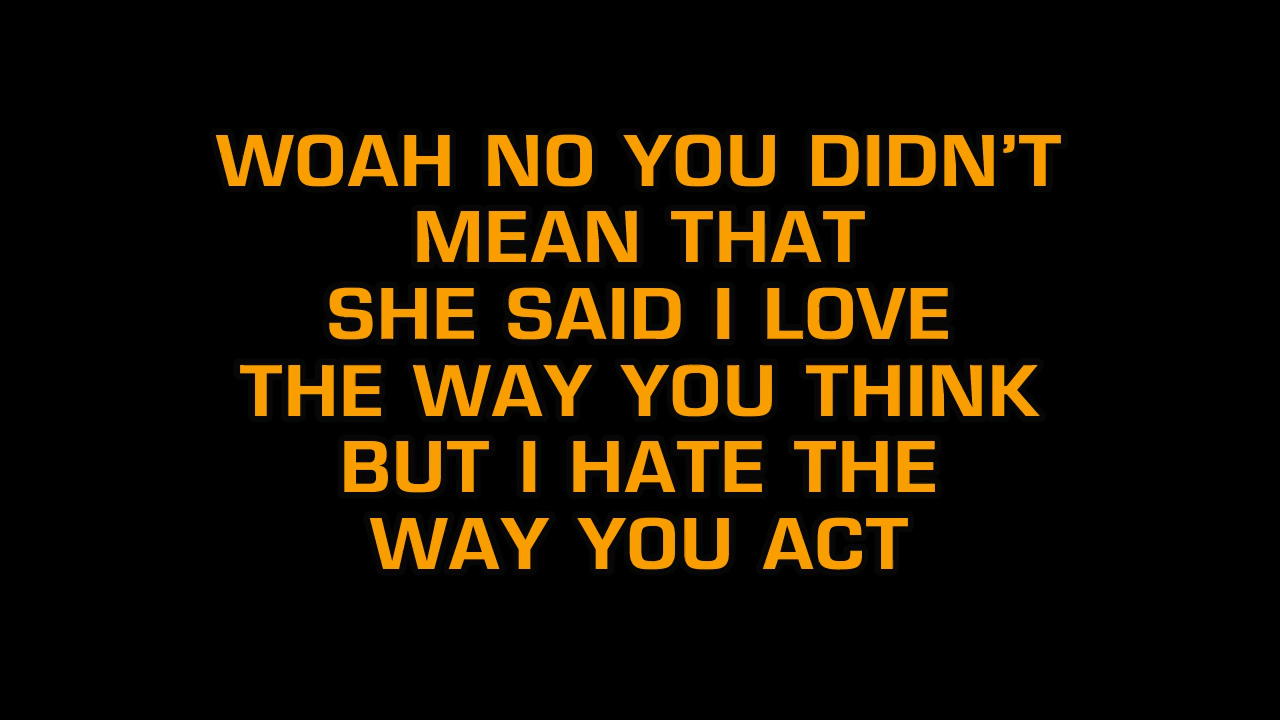 WOAH NO YOU DIDN’T
MEAN THAT
SHE SAID I LOVE
THE WAY YOU THINK
BUT I HATE THE
WAY YOU ACT